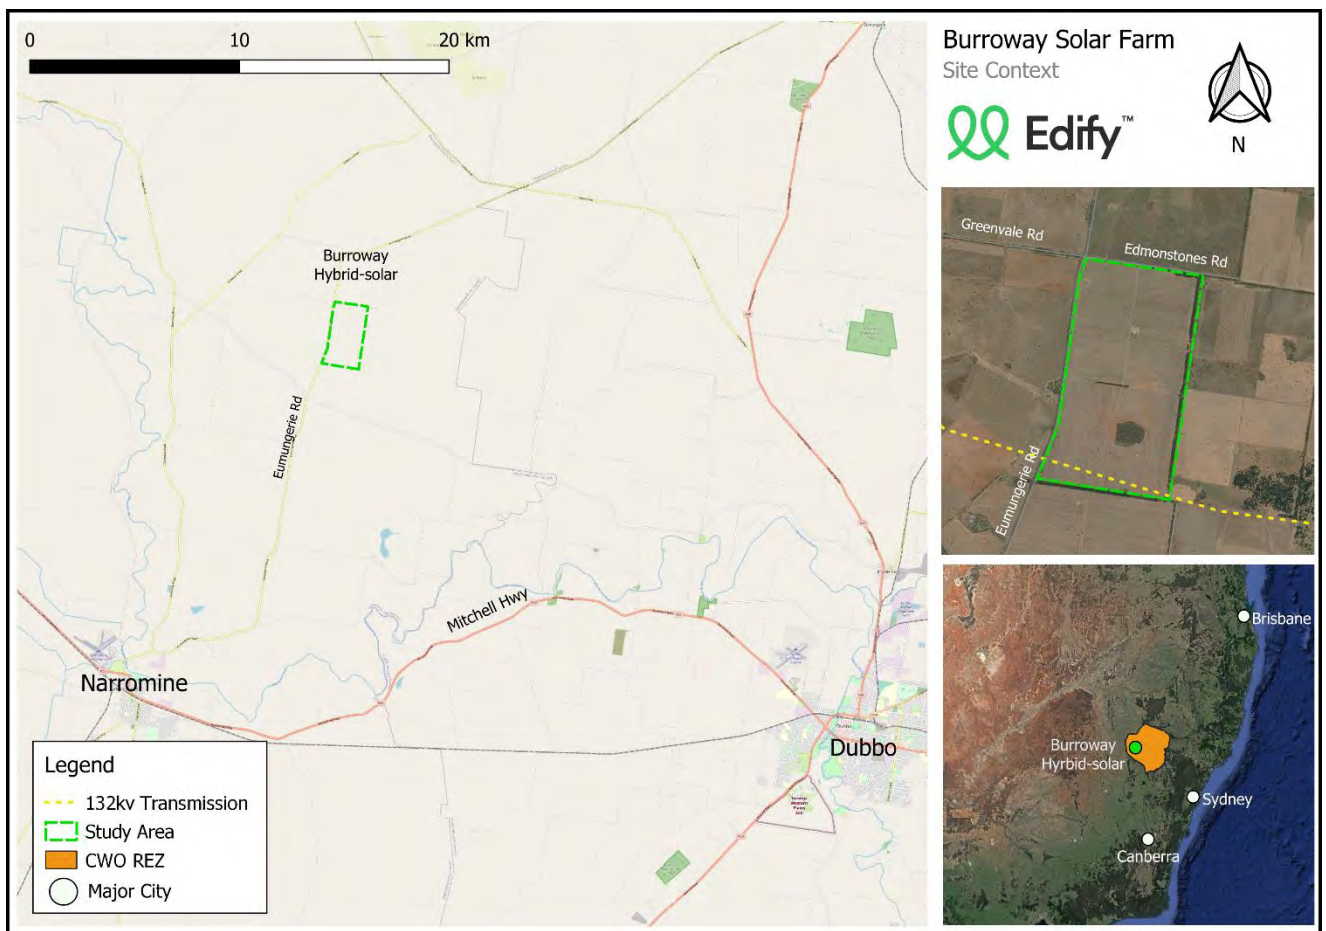 0
10
20 km
Burroway Solar Farm
Site Context
Edify™
N
Burroway
Hybrid-solar
Eumungerie Rd
Mitchell Hwy
Narromine
Dubbo
Dubbo
Legend
132kv Transmission
Study Area
CWO REZ
Major City
Greenvale Rd
Edmonstones Rd
Eumungerie Rd
Brisbane
Burroway
Hyrbid-solar
Sydney
Canberra